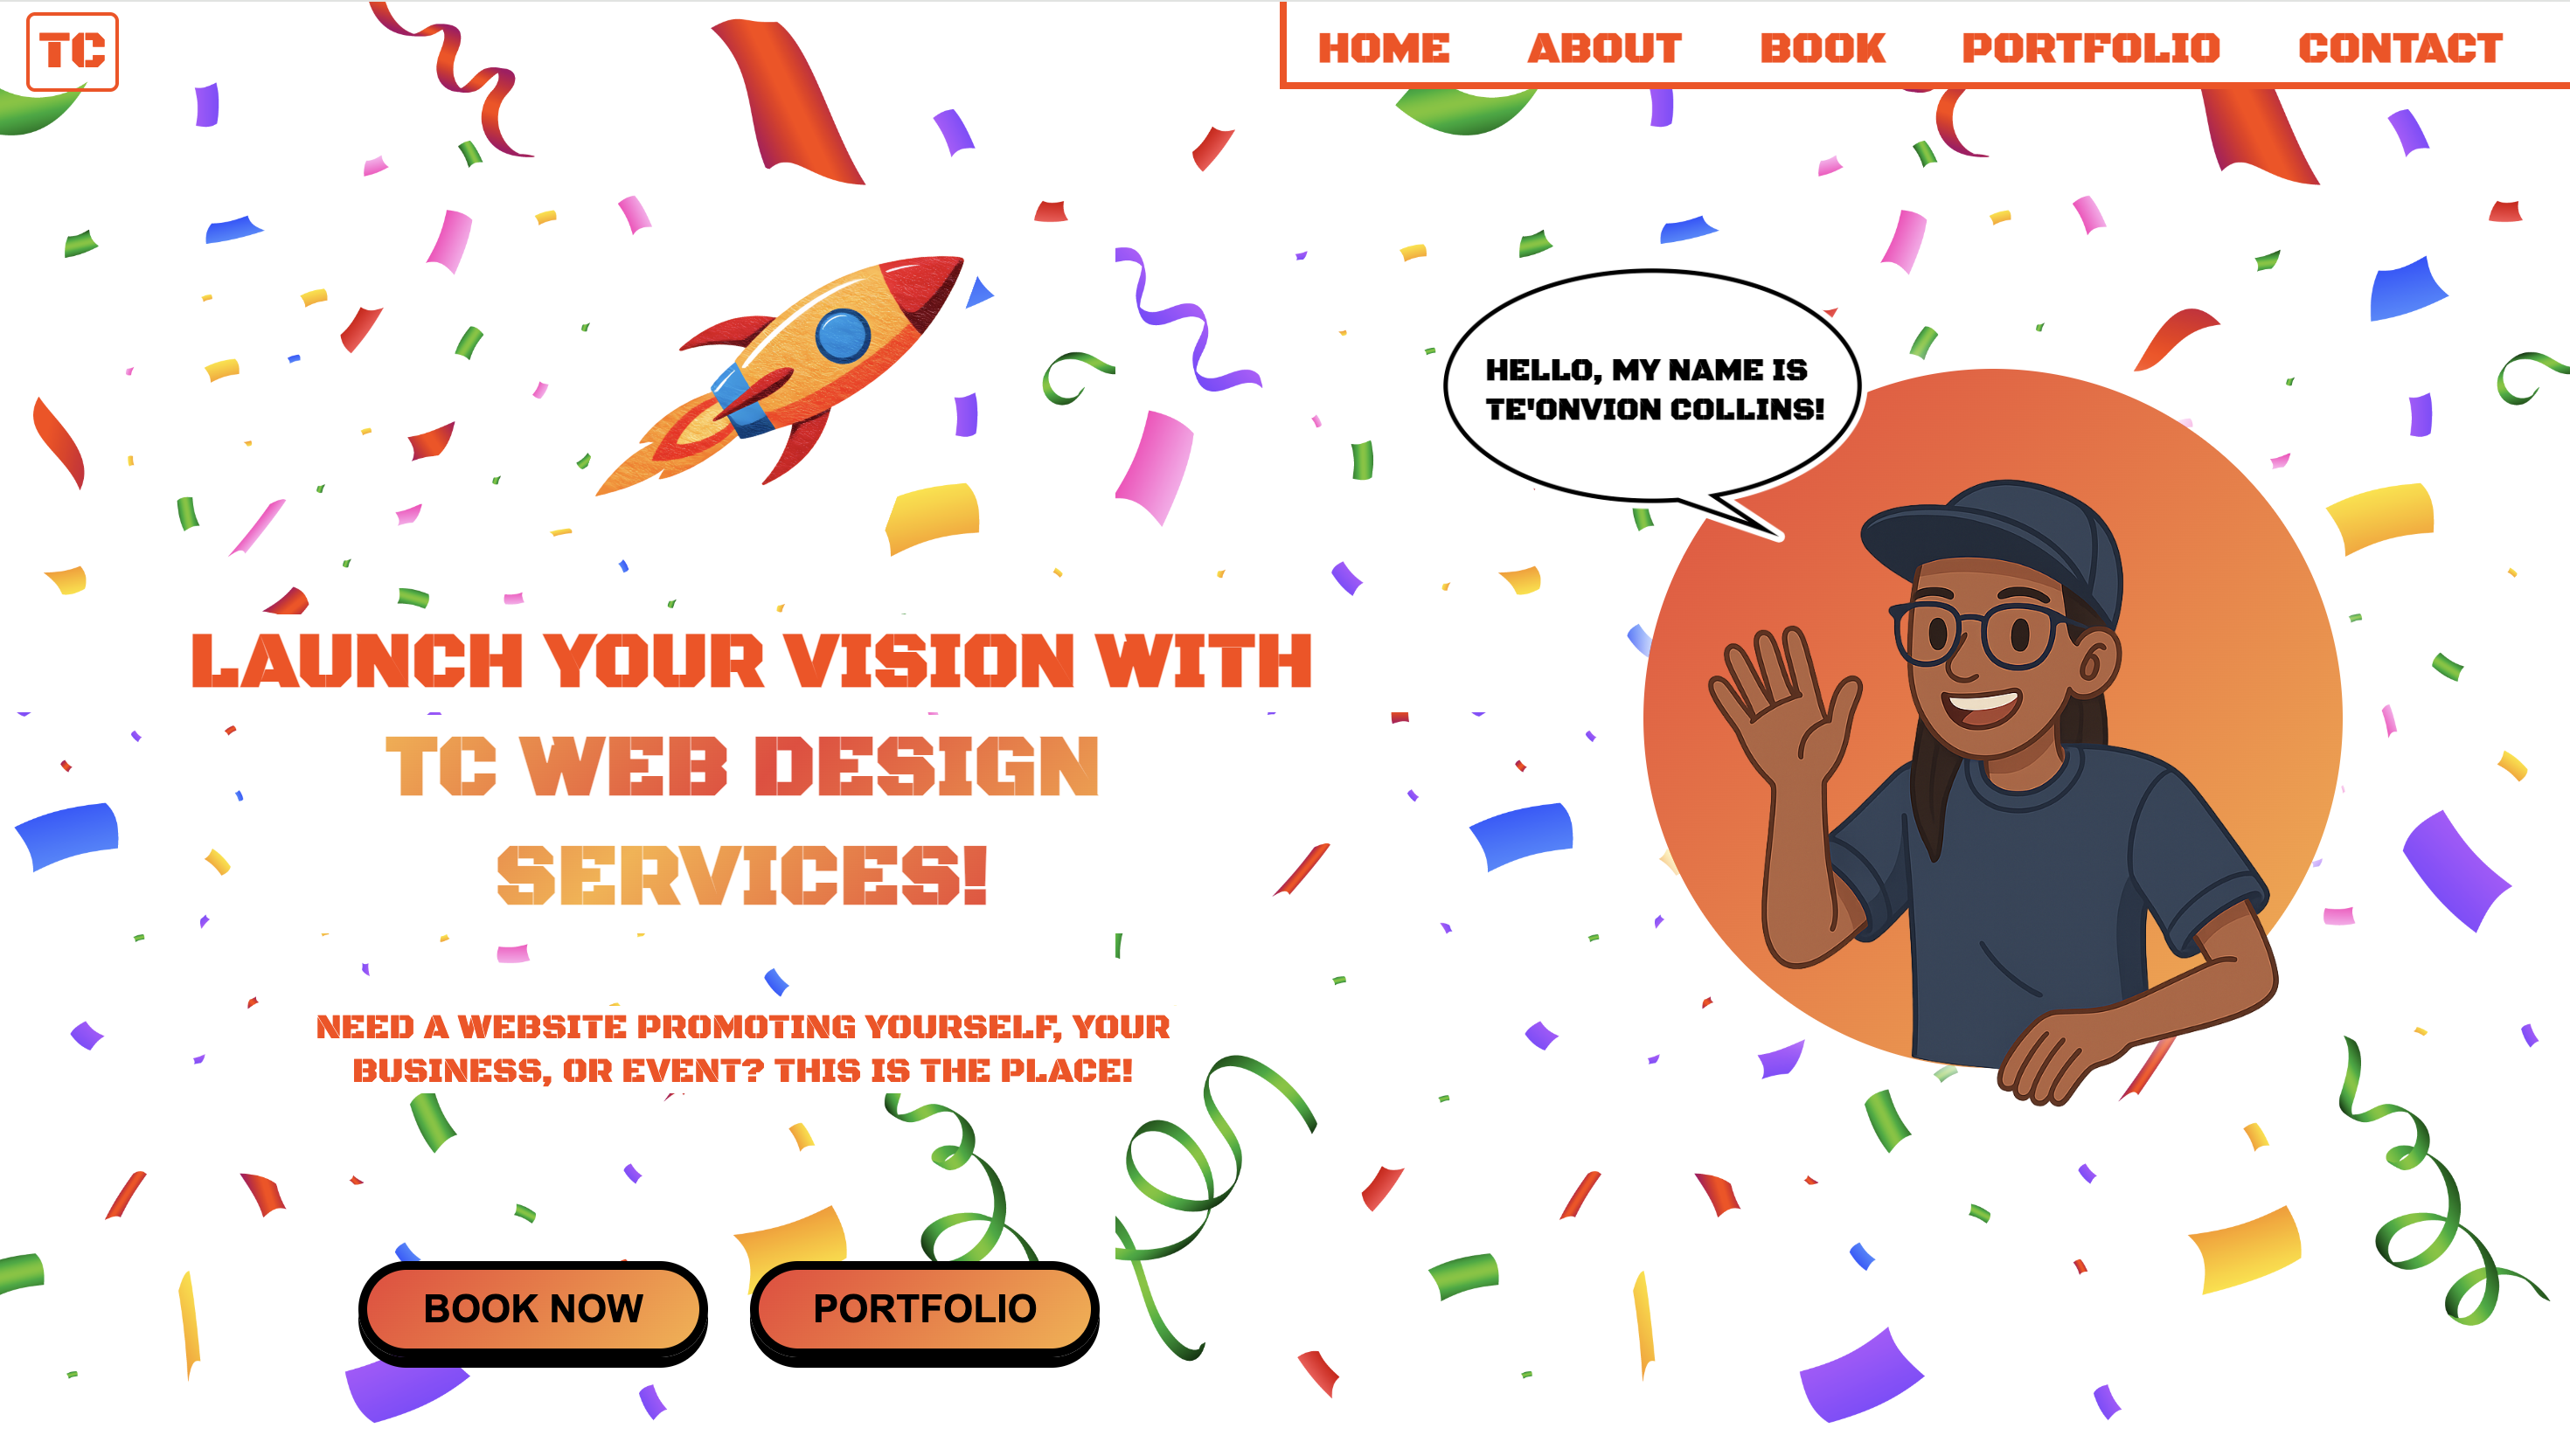 TC
HOME ABOUT BOOK PORTFOLIO CONTACT
HELLO, MY NAME IS
TE'ONVION COLLINS!
LAUNCH YOUR VISION WITH
TC WEB DESIGN
SERVICES!
NEED A WEBSITE PROMOTING YOURSELF, YOUR
BUSINESS, OR EVENT? THIS IS THE PLACE!
BOOK NOW PORTFOLIO